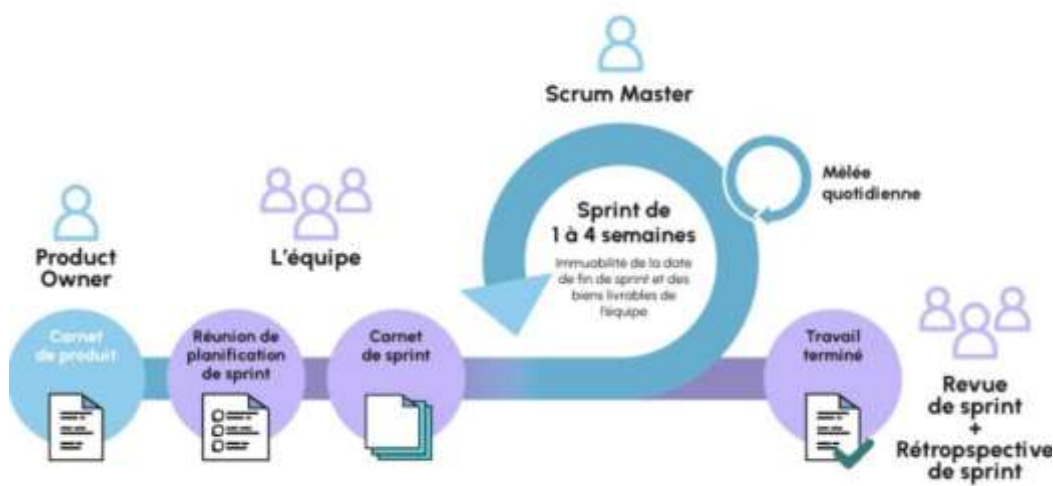 Scrum Master
Mêlée
quotidienne
Sprint de
1 à 4 semaines
Immuabilité de la date
de fin de sprint et des
biens livrables de
l'équipe
Product
Owner
L'équipe
Carnet
de produit
Réunion de
planification
de sprint
Carnet
de sprint
Travail
terminé
Revue
de sprint
+
Rétropspective
de sprint